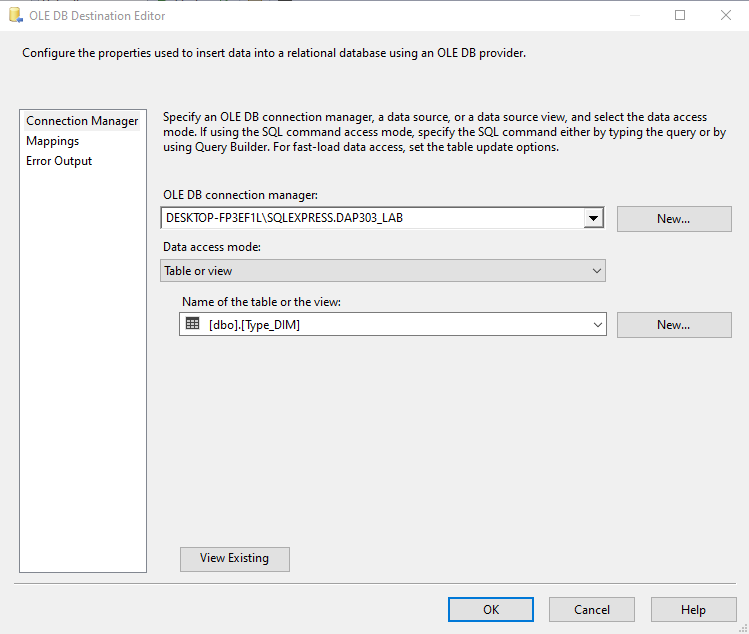 OLE DB Destination Editor
Configure the properties used to insert data into a relational database using an OLE DB provider.
Connection Manager
Mappings
Error Output
Specify an OLE DB connection manager, a data source, or a data source view, and select the data access
mode. If using the SQL command access mode, specify the SQL command either by typing the query or by
using Query Builder. For fast-load data access, set the table update options.
OLE DB connection manager:
DESKTOP-FP3EF1L\SQLEXPRESS.DAP303_LAB
New...
Data access mode:
Table or view
Name of the table or the view:
[dbo].[Type_DIM]
New...
View Existing
OK
Cancel
Help